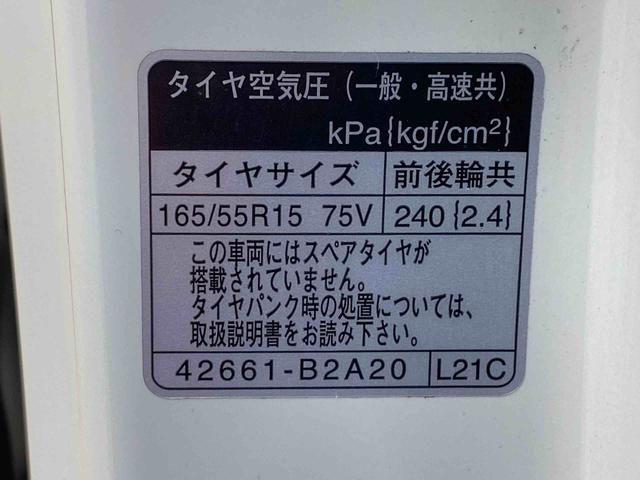 タイヤ空気圧（一般・高速共）
kPa{kgf/cm²}
タイヤサイズ 前後輪共
165/55R15 75V 240{2.4}
この車両にはスペアタイヤが
搭載されていません。
タイヤパンク時の処置については、
取扱説明書をお読み下さい。
42661-B2A20 L21C